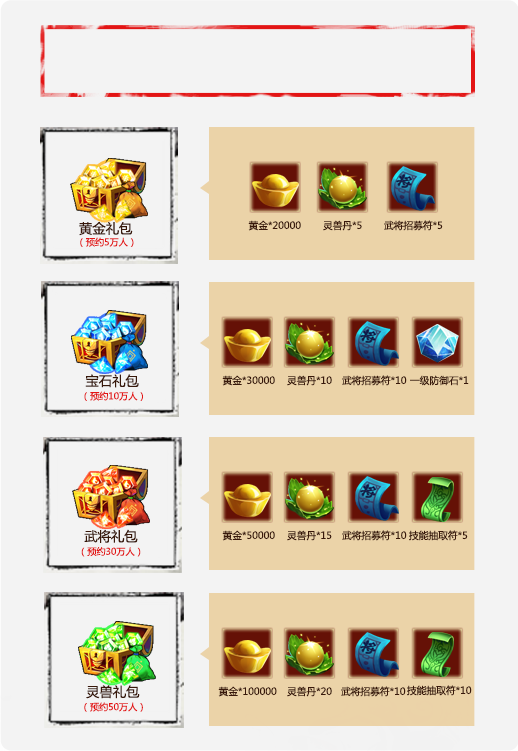 黄金礼包
（预约5万人）
黄金*20000 灵兽丹*5 武将招募符*5
宝石礼包
（预约10万人）
黄金*30000 灵兽丹*10 武将招募符*10 一级防御石*1
武将礼包
（预约30万人）
黄金*50000 灵兽丹*15 武将招募符*10 技能抽取符*5
灵兽礼包
（预约50万人）
黄金*100000 灵兽丹*20 武将招募符*10 技能抽取符*10